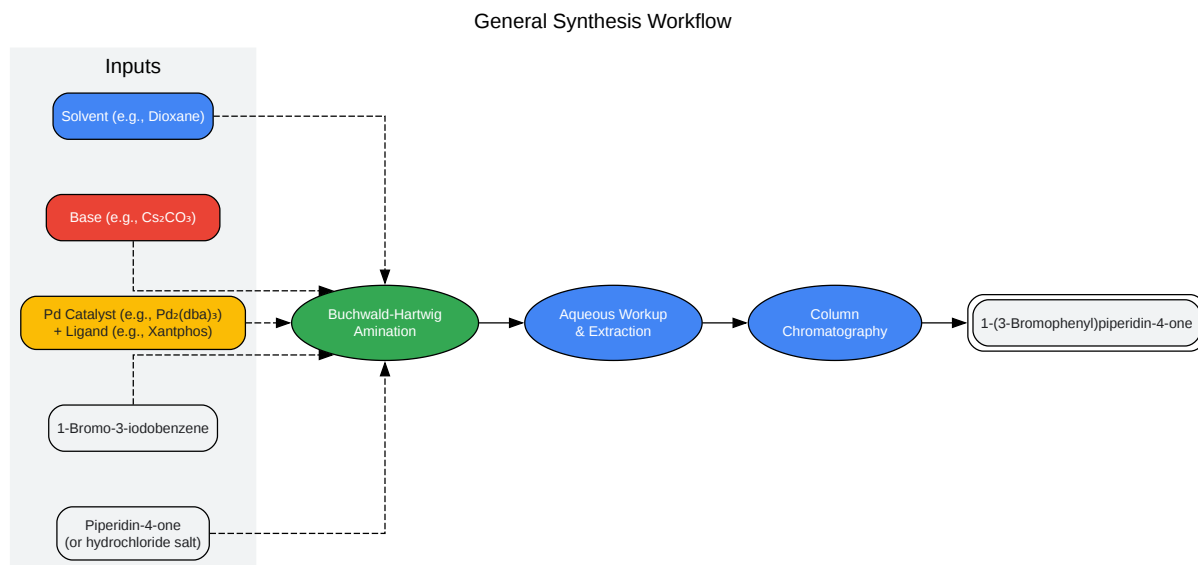 General Synthesis Workflow
Inputs
Solvent (e.g., Dioxane)
Base (e.g., Cs₂CO₃)
Pd Catalyst (e.g., Pd₂(dba)₃)
+ Ligand (e.g., Xantphos)
1-Bromo-3-iodobenzene
Piperidin-4-one
(or hydrochloride salt)
Buchwald-Hartwig
Amination
Aqueous Workup
& Extraction
Column
Chromatography
1-(3-Bromophenyl)piperidin-4-one